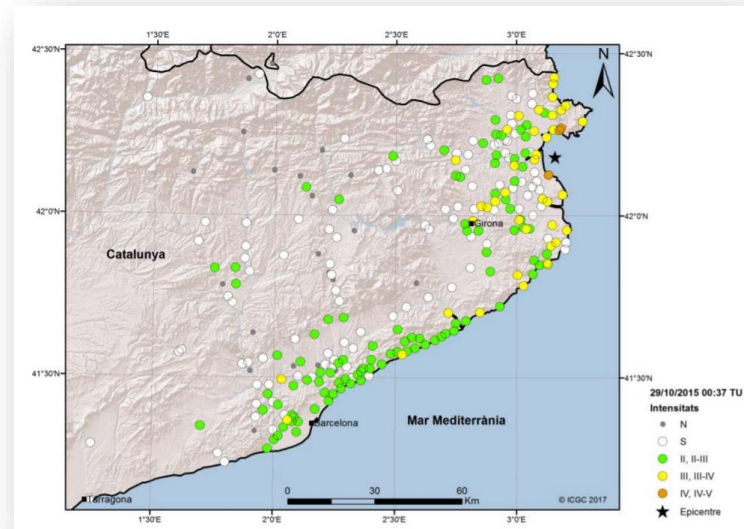 1°30'E
2°0'E
2°30'E
3°0'E
42°30'N
42°30'N
N
42°0'N
42°0'N
Girona
Catalunya
41°30'N
41°30'N
29/10/2015 00:37 TU
Intensitats
N
S
II, II-III
III, III-IV
IV, IV-V
Epicentre
Barcelona
Mar Mediterrània
Tarragona
0
30
60
Km
© ICGC 2017
1°30'E
2°0'E
2°30'E
3°0'E